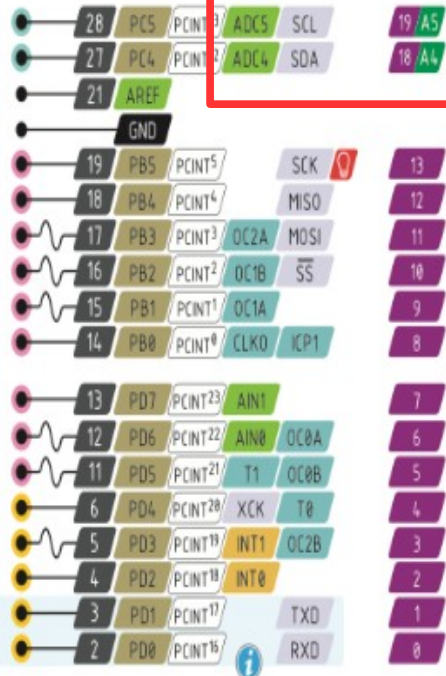 28 PC5 PCINT13 ADC5 SCL 19/A5
27 PC4 PCINT12 ADC4 SDA 18/A4
21 AREF
GND
19 PB5 PCINT5 SCK 13
18 PB4 PCINT4 MISO 12
17 PB3 PCINT3 OC2A MOSI 11
16 PB2 PCINT2 OC1B SS 10
15 PB1 PCINT1 OC1A 9
14 PB0 PCINT0 CLKO ICP1 8
13 PD7 PCINT23 AIN1 7
12 PD6 PCINT22 AIN0 OC0A 6
11 PD5 PCINT21 T1 OC0B 5
6 PD4 PCINT20 XCK T0 4
5 PD3 PCINT19 INT1 OC2B 3
4 PD2 PCINT18 INT0 2
3 PD1 PCINT17 TXD 1
2 PD0 PCINT16 i RXD 0